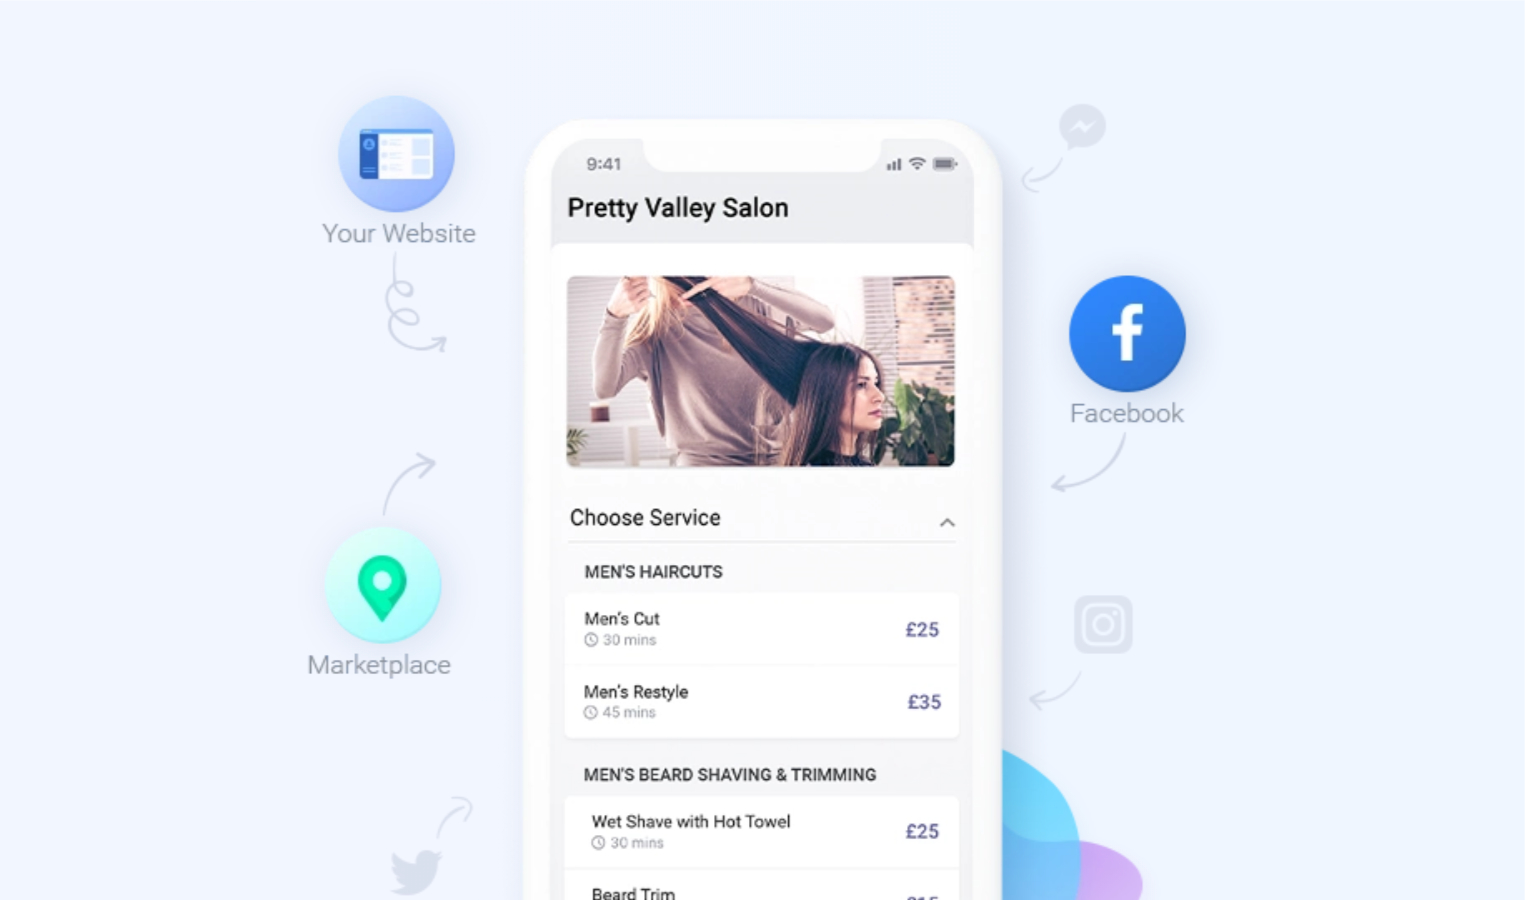 9:41
Pretty Valley Salon
Your Website
Facebook
Choose Service
MEN'S HAIRCUTS
Men's Cut
30 mins
£25
Men's Restyle
45 mins
£35
Marketplace
MEN'S BEARD SHAVING & TRIMMING
Wet Shave with Hot Towel
30 mins
£25
Beard Trim